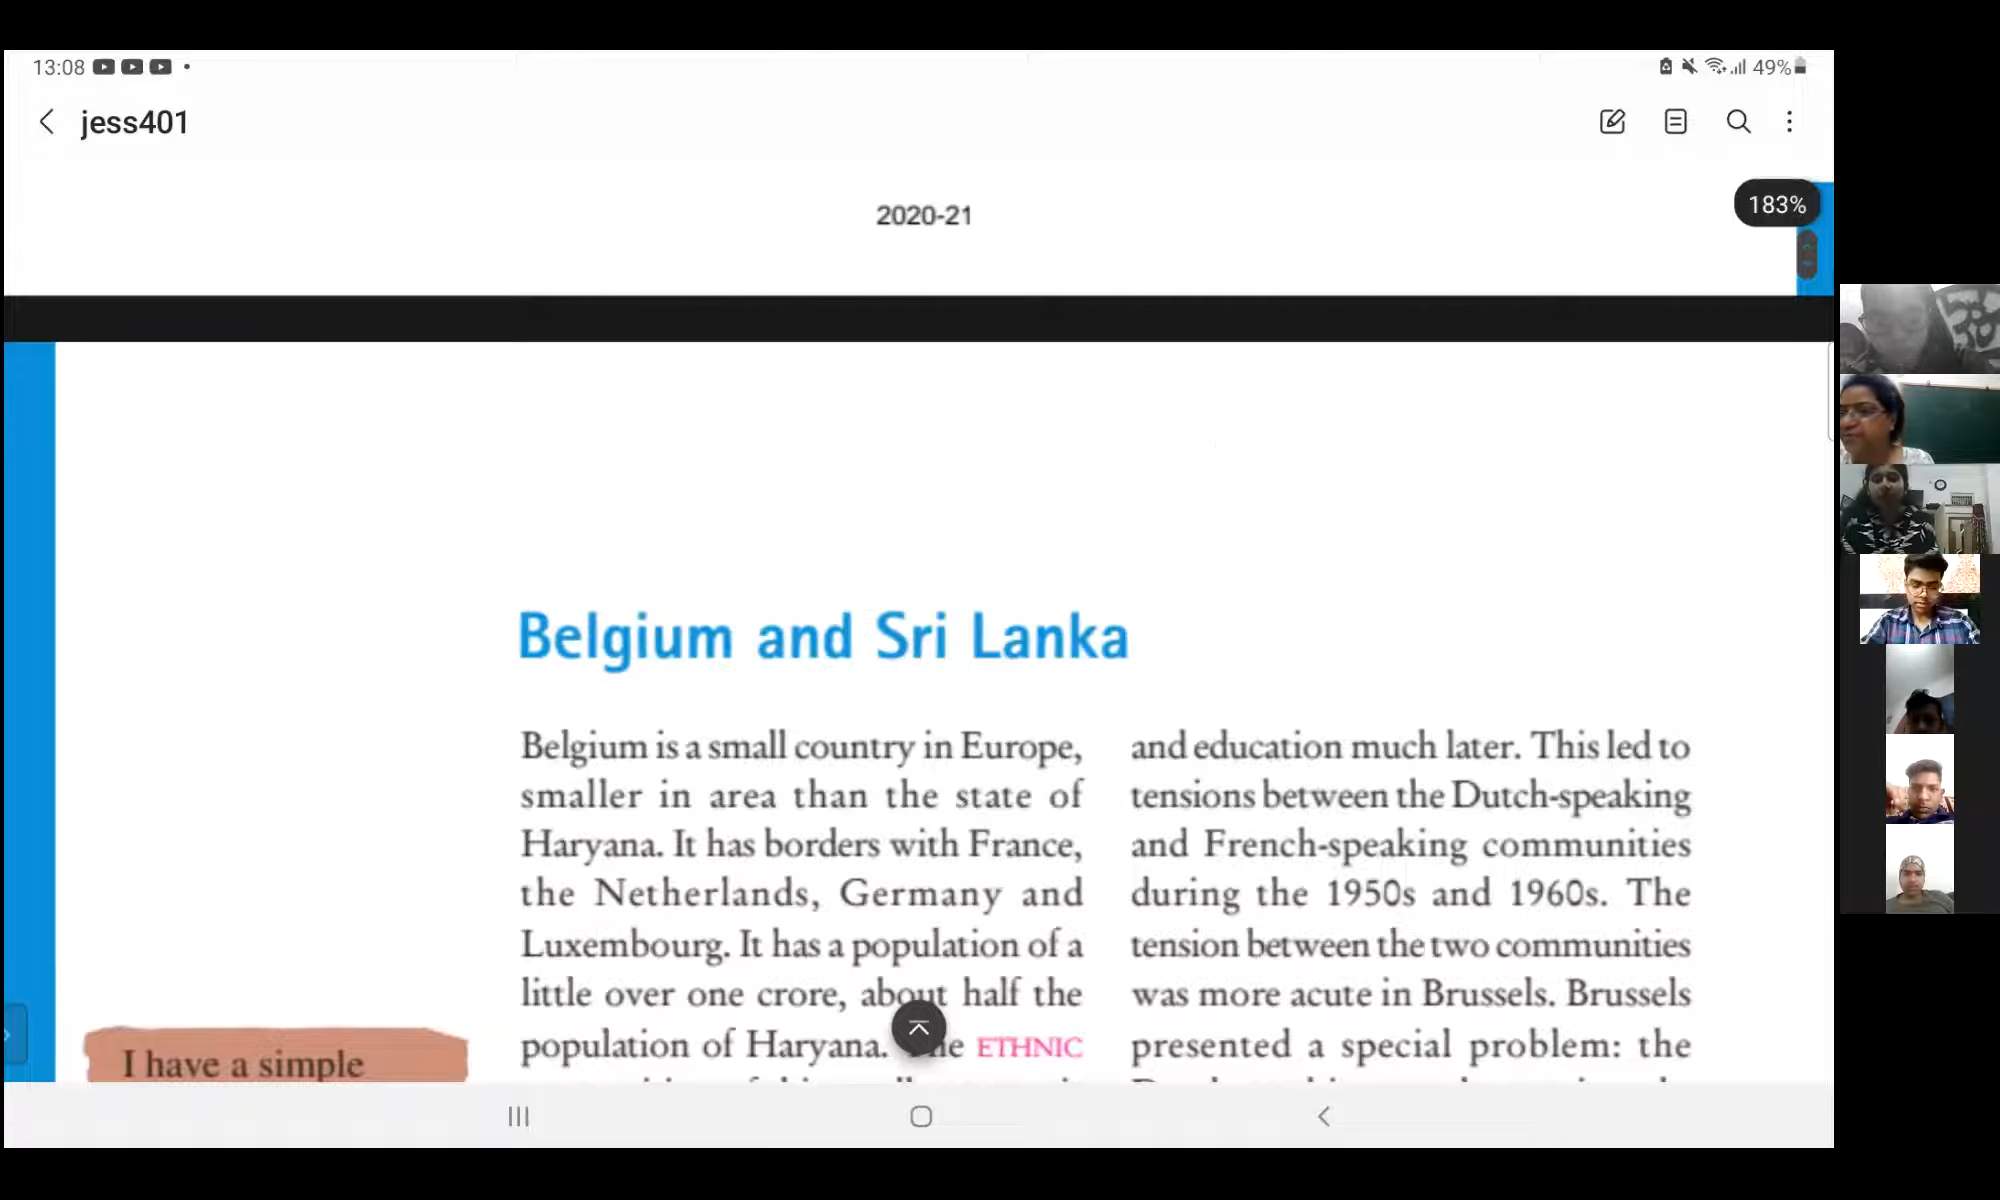 13:08
49%
jess401
2020-21
183%
Belgium and Sri Lanka
Belgium is a small country in Europe,
smaller in area than the state of
Haryana. It has borders with France,
the Netherlands, Germany and
Luxembourg. It has a population of a
little over one crore, about half the
population of Haryana. The ETHNIC
and education much later. This led to
tensions between the Dutch-speaking
and French-speaking communities
during the 1950s and 1960s. The
tension between the two communities
was more acute in Brussels. Brussels
presented a special problem: the
I have a simple